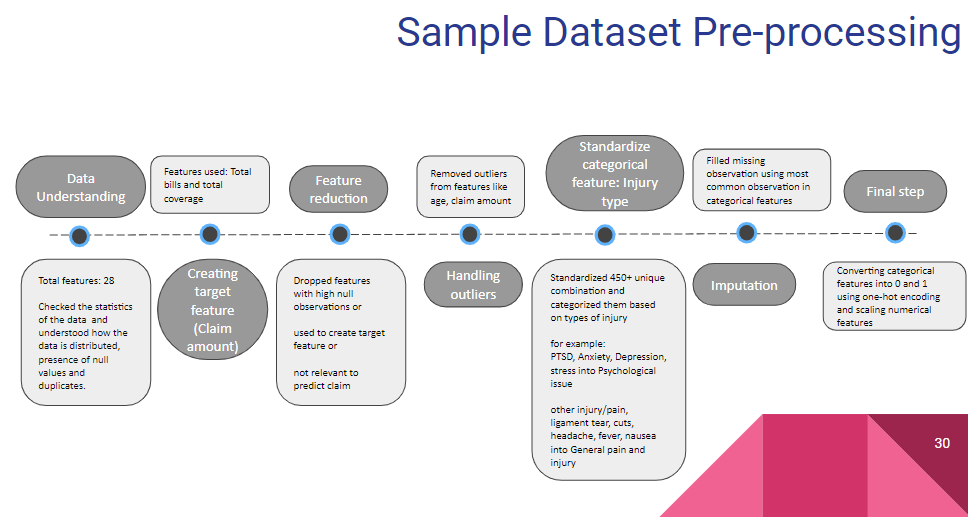 Sample Dataset Pre-processing
Data
Understanding
Total features: 28
Checked the statistics
of the data and
understood how the
data is distributed,
presence of null
values and
duplicates.
Features used: Total
bills and total
coverage
Creating
target
feature
(Claim
amount)
Feature
reduction
Dropped features
with high null
observations or
used to create target
feature or
not relevant to
predict claim
Removed outliers
from features like
age, claim amount
Handling
outliers
Standardize
categorical
feature: Injury
type
Standardized 450+ unique
combination and
categorized them based
on types of injury
for example:
PTSD, Anxiety, Depression,
stress into Psychological
issue
other injury/pain,
ligament tear, cuts,
headache, fever, nausea
into General pain and
injury
Filled missing
observation using most
common observation in
categorical features
Imputation
Final step
Converting categorical
features into 0 and 1
using one-hot encoding
and scaling numerical
features
30